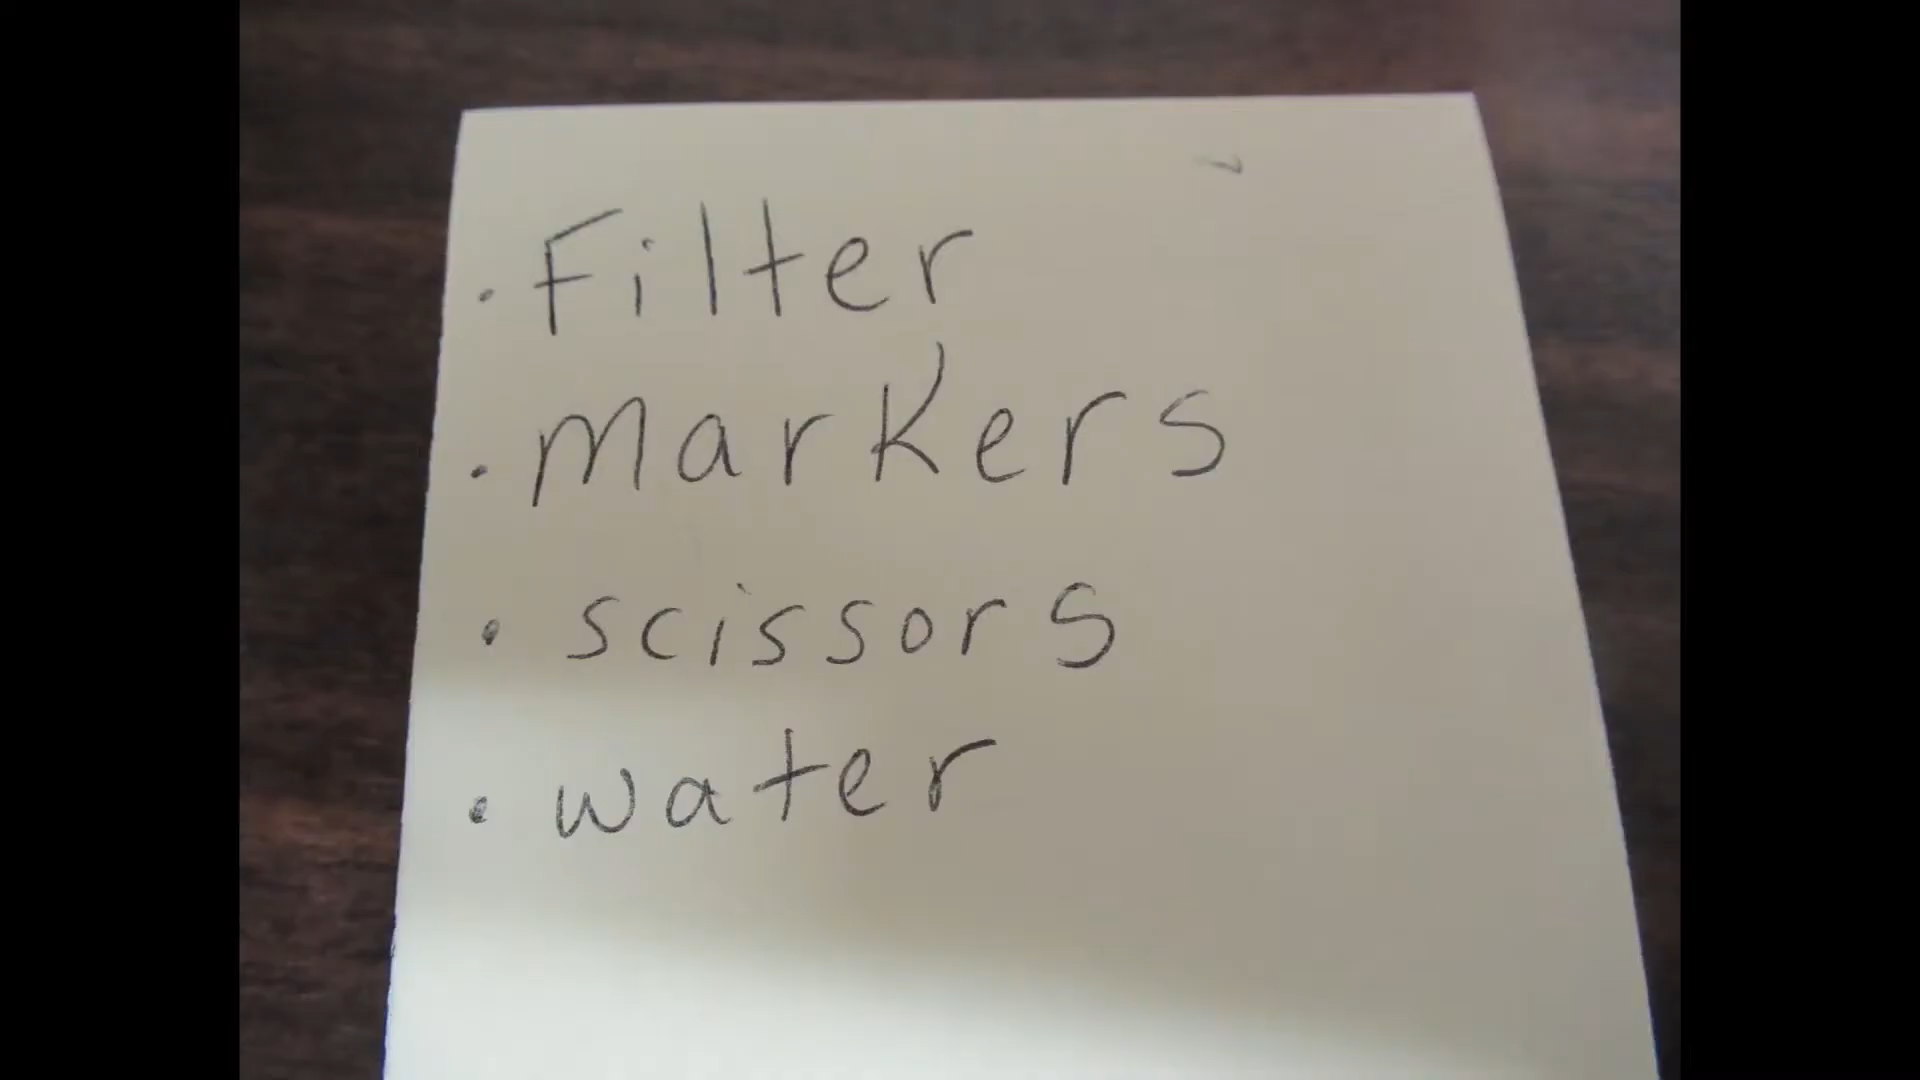 • Filter
• Markers
• scissors
• water